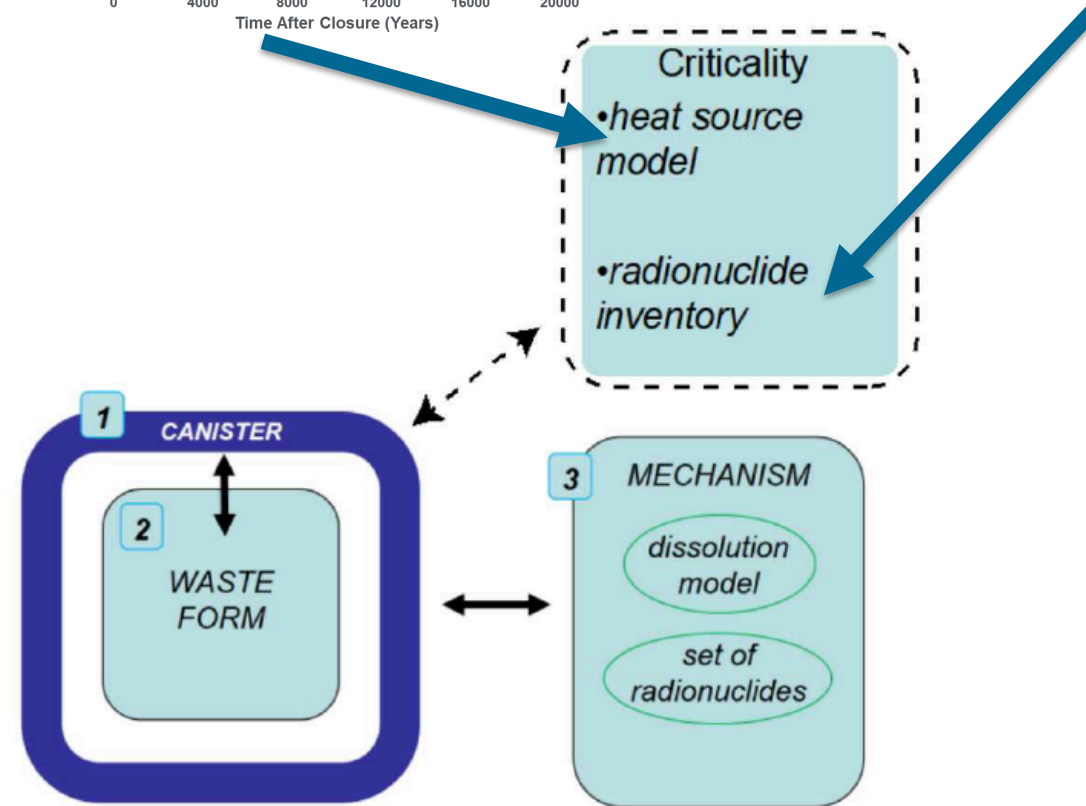 0 4000 8000 12000 16000 20000
Time After Closure (Years)
Criticality
•heat source
model
•radionuclide
inventory
1
CANISTER
2
WASTE
FORM
3
MECHANISM
dissolution
model
set of
radionuclides